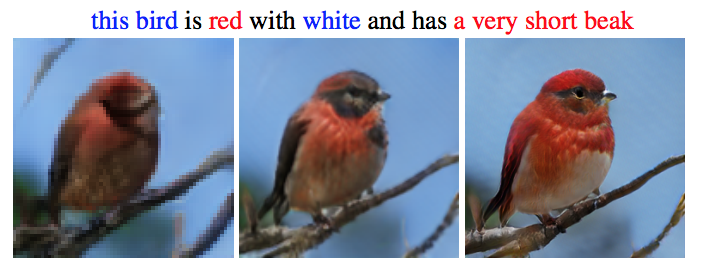 this bird is red with white and has a very short beak